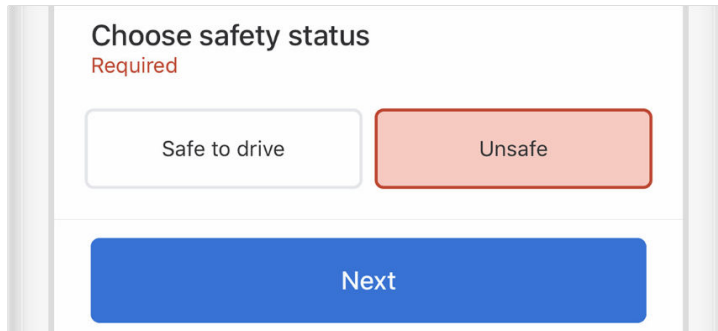 Choose safety status
Required
Safe to drive
Unsafe
Next